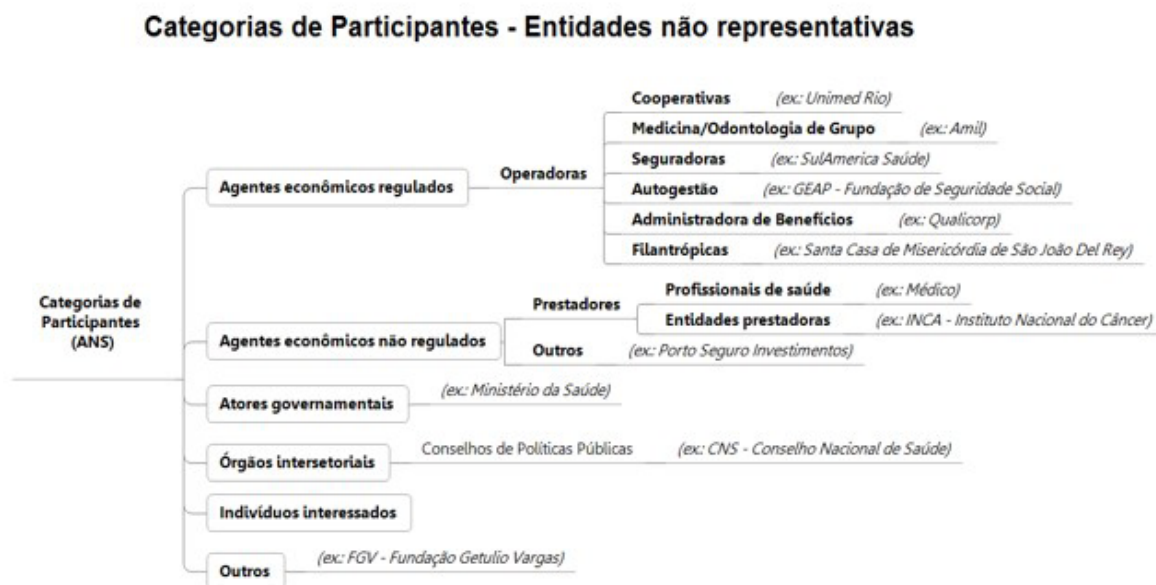 Categorias de Participantes - Entidades não representativas
Categorias de
Participantes
(ANS)
Agentes econômicos regulados
Operadoras
Cooperativas (ex.: Unimed Rio)
Medicina/Odontologia de Grupo (ex.: Amil)
Seguradoras (ex.: SulAmerica Saúde)
Autogestão (ex.: GEAP - Fundação de Seguridade Social)
Administradora de Benefícios (ex.: Qualicorp)
Filantrópicas (ex.: Santa Casa de Misericórdia de São João Del Rey)
Agentes econômicos não regulados
Prestadores
Profissionais de saúde (ex.: Médico)
Entidades prestadoras (ex.: INCA - Instituto Nacional do Câncer)
Outros (ex.: Porto Seguro Investimentos)
Atores governamentais (ex.: Ministério da Saúde)
Órgãos intersetoriais Conselhos de Políticas Públicas (ex.: CNS - Conselho Nacional de Saúde)
Indivíduos interessados
Outros (ex.: FGV - Fundação Getulio Vargas)